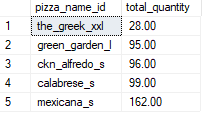 pizza_name_id total_quantity
1 the_greek_xxl 28.00
2 green_garden_l 95.00
3 ckn_alfredo_s 96.00
4 calabrese_s 99.00
5 mexicana_s 162.00